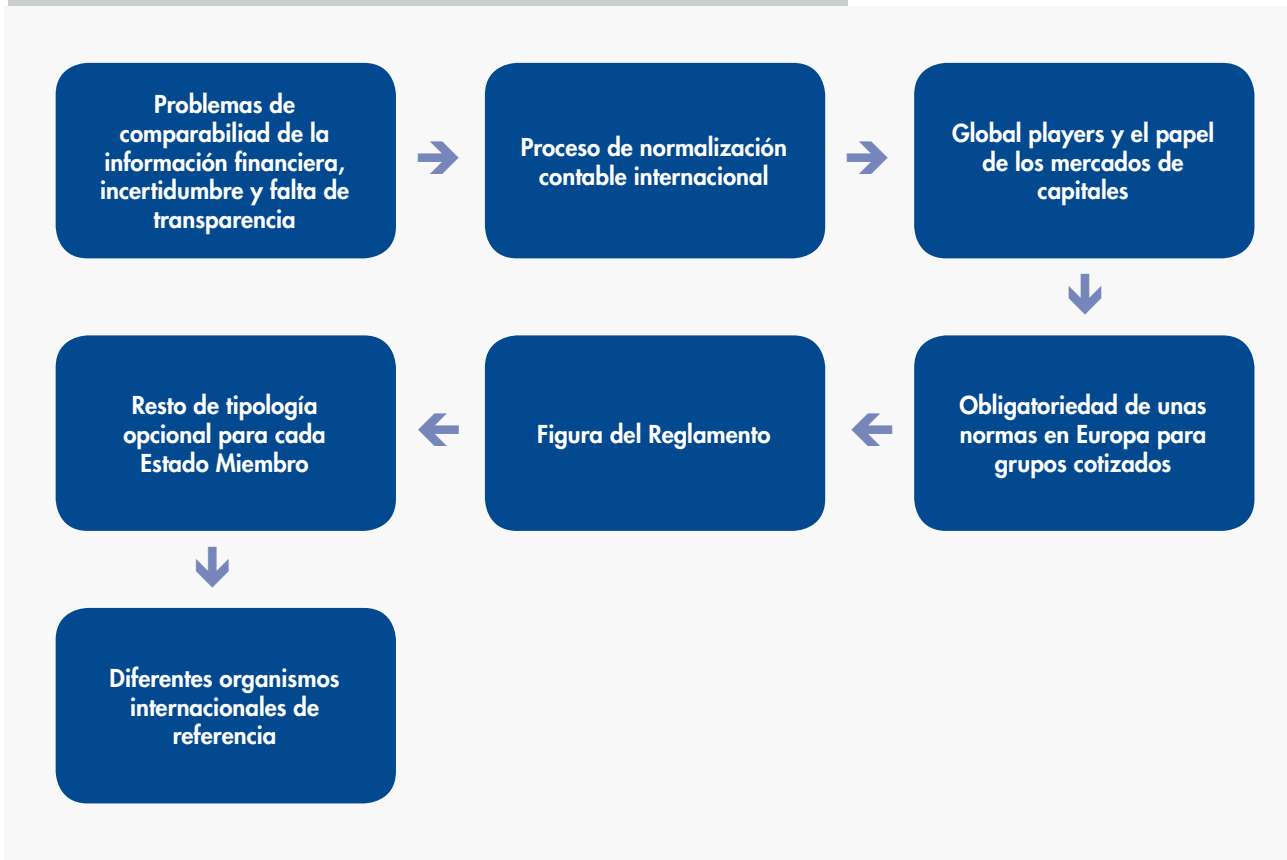 Problemas de
comparabiliad de la
información financiera,
incertidumbre y falta de
transparencia
Proceso de normalización
contable internacional
Global players y el papel
de los mercados de
capitales
Obligatoriedad de unas
normas en Europa para
grupos cotizados
Figura del Reglamento
Resto de tipología
opcional para cada
Estado Miembro
Diferentes organismos
internacionales de
referencia